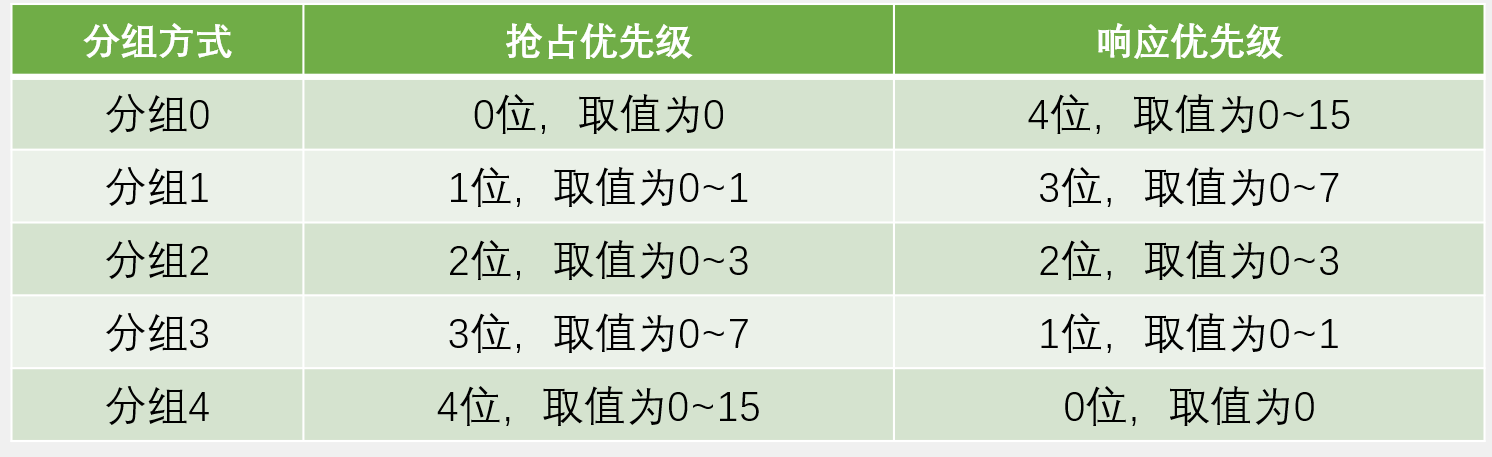 分组方式 抢占优先级 响应优先级
分组0 0位，取值为0 4位，取值为0~15
分组1 1位，取值为0~1 3位，取值为0~7
分组2 2位，取值为0~3 2位，取值为0~3
分组3 3位，取值为0~7 1位，取值为0~1
分组4 4位，取值为0~15 0位，取值为0